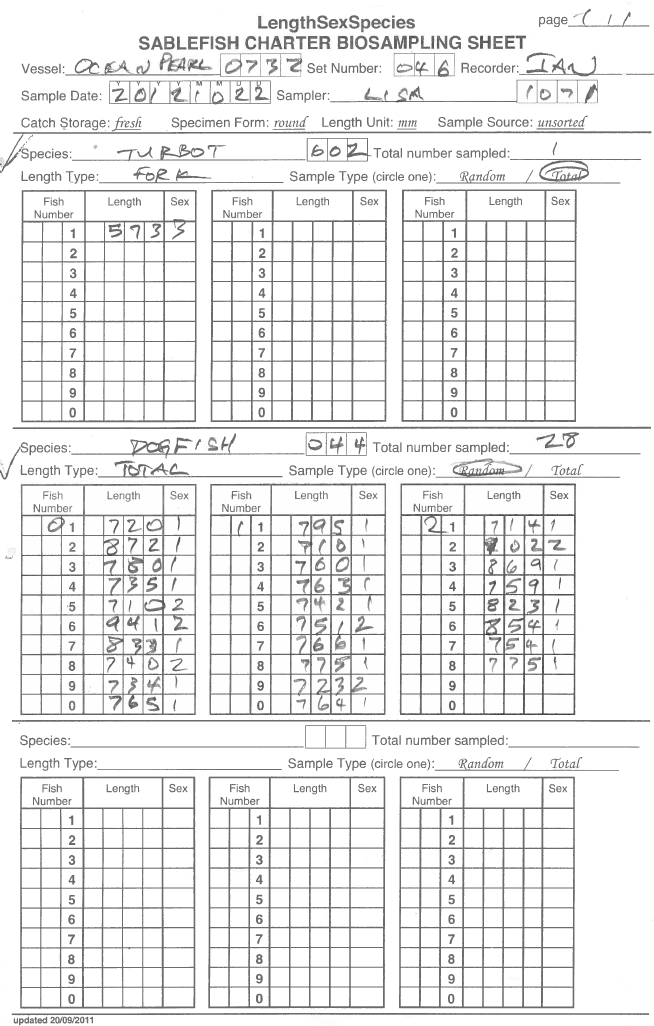 LengthSexSpecies page 1 / 1
SABLEFISH CHARTER BIOSAMPLING SHEET
Vessel: OCEAN PEARL 0732 Set Number: 046 Recorder: IAN
Y Y Y Y M M D D
Sample Date: 20121022 Sampler: LISA 1071
Catch Storage: fresh Specimen Form: round Length Unit: mm Sample Source: unsorted
Species: TURBOT 602 Total number sampled: 1
Length Type: FORK Sample Type (circle one): Random / Total
Fish Number Length Sex Fish Number Length Sex Fish Number Length Sex
1 573 3 1 1
2 2 2
3 3 3
4 4 4
5 5 5
6 6 6
7 7 7
8 8 8
9 9 9
0 0 0
Species: DOGFISH 044 Total number sampled: 28
Length Type: TOTAL Sample Type (circle one): Random / Total
Fish Number Length Sex Fish Number Length Sex Fish Number Length Sex
01 720 1 11 795 1 21 714 1
2 872 1 2 710 1 2 02 2
3 780 1 3 760 1 3 869 1
4 735 1 4 763 1 4 759 1
5 710 2 5 742 1 5 823 1
6 941 2 6 751 2 6 854 1
7 833 1 7 766 1 7 754 1
8 740 2 8 775 1 8 775 1
9 734 1 9 723 2 9
0 765 1 0 764 1 0
Species: Total number sampled:
Length Type: Sample Type (circle one): Random / Total
Fish Number Length Sex Fish Number Length Sex Fish Number Length Sex
1 1 1
2 2 2
3 3 3
4 4 4
5 5 5
6 6 6
7 7 7
8 8 8
9 9 9
0 0 0
updated 20/09/2011